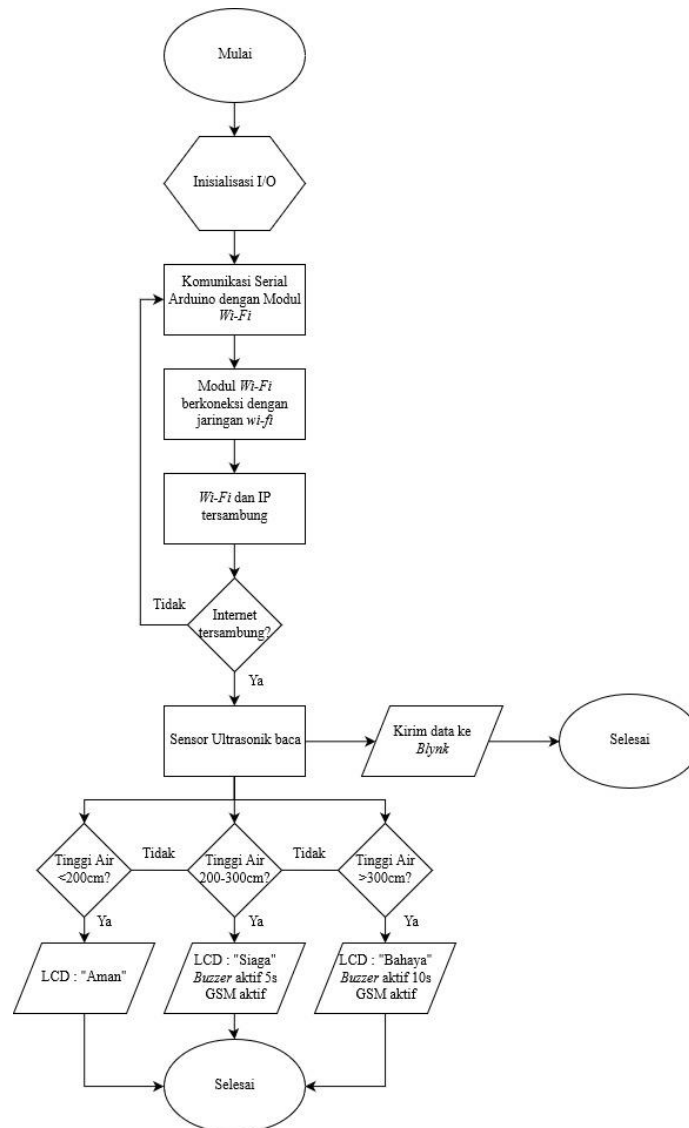 Mulai
Inisialisasi I/O
Komunikasi Serial
Arduino dengan Modul
Wi-Fi
Modul Wi-Fi
berkoneksi dengan
jaringan wi-fi
Wi-Fi dan IP
tersambung
Tidak
Internet
tersambung?
Ya
Sensor Ultrasonik baca
Kirim data ke
Blynk
Selesai
Tinggi Air
<200cm?
Tidak
Tinggi Air
200-300cm?
Tidak
Tinggi Air
>300cm?
Ya
Ya
Ya
LCD : "Aman"
LCD : "Siaga"
Buzzer aktif 5s
GSM aktif
LCD : "Bahaya"
Buzzer aktif 10s
GSM aktif
Selesai